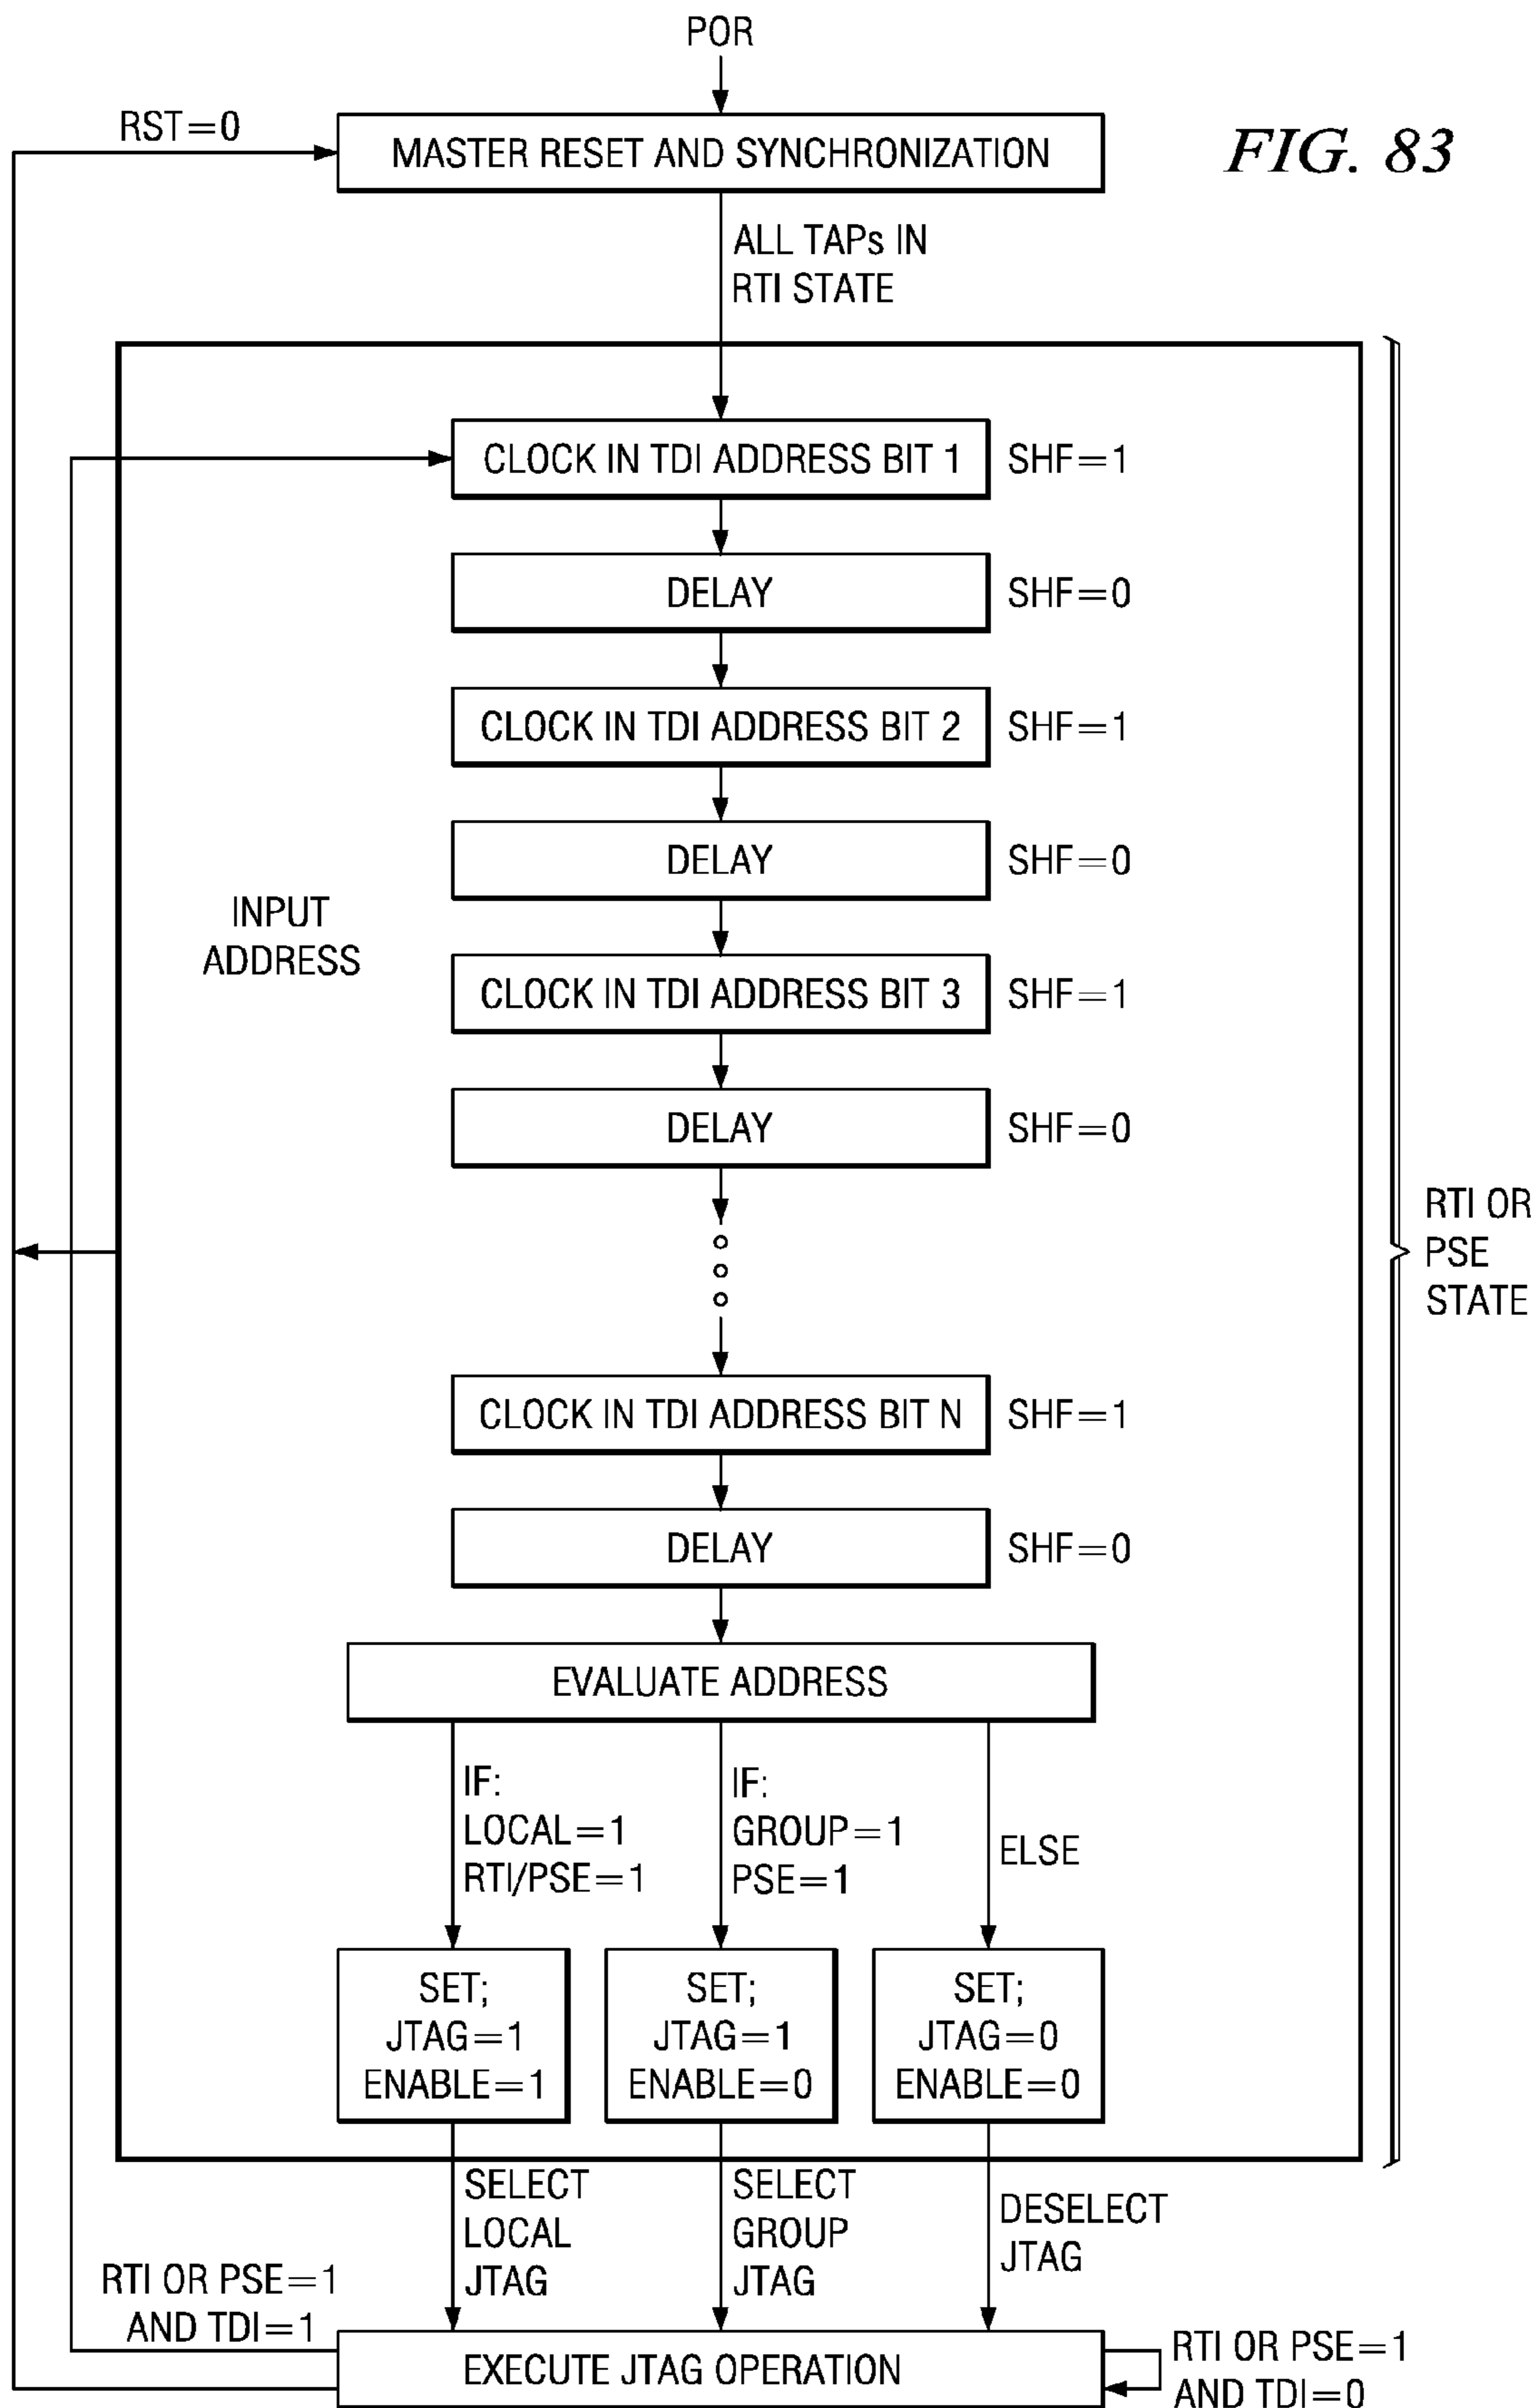 POR
RST=0
MASTER RESET AND SYNCHRONIZATION
FIG. 83
ALL TAPs IN
RTI STATE
CLOCK IN TDI ADDRESS BIT 1
SHF=1
DELAY
SHF=0
CLOCK IN TDI ADDRESS BIT 2
SHF=1
DELAY
SHF=0
INPUT
ADDRESS
CLOCK IN TDI ADDRESS BIT 3
SHF=1
DELAY
SHF=0
RTI OR
PSE
STATE
CLOCK IN TDI ADDRESS BIT N
SHF=1
DELAY
SHF=0
EVALUATE ADDRESS
IF:
LOCAL=1
RTI/PSE=1
IF:
GROUP=1
PSE=1
ELSE
SET;
JTAG=1
ENABLE=1
SET;
JTAG=1
ENABLE=0
SET;
JTAG=0
ENABLE=0
SELECT
LOCAL
JTAG
SELECT
GROUP
JTAG
DESELECT
JTAG
RTI OR PSE=1
AND TDI=1
EXECUTE JTAG OPERATION
RTI OR PSE=1
AND TDI=0